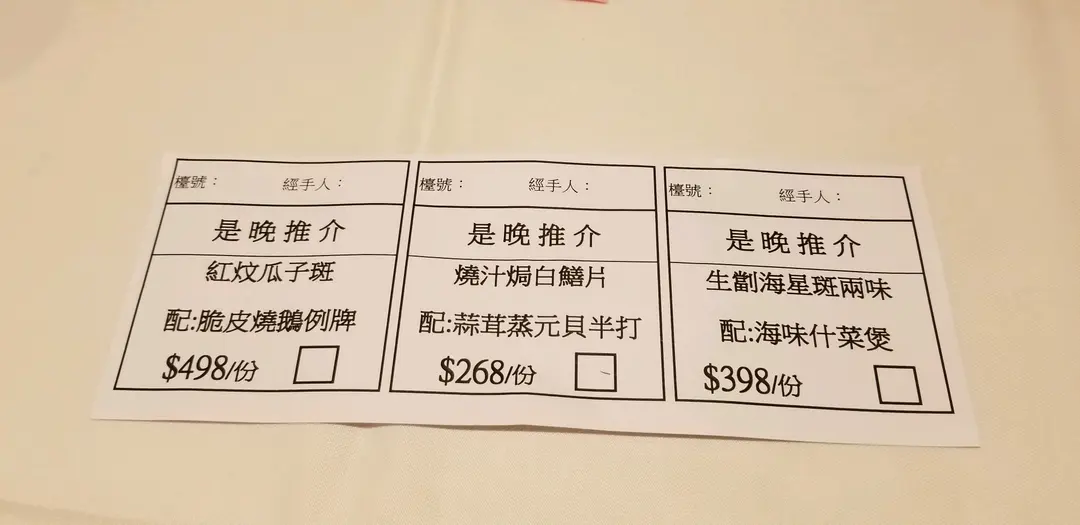 檯號：
經手人：
是晚推介
紅炆瓜子斑
配:脆皮燒鵝例牌
$498/份
檯號：
經手人：
是晚推介
燒汁焗白鱔片
配:蒜茸蒸元貝半打
$268/份
檯號：
經手人：
是晚推介
生劏海星斑兩味
配:海味什菜煲
$398/份